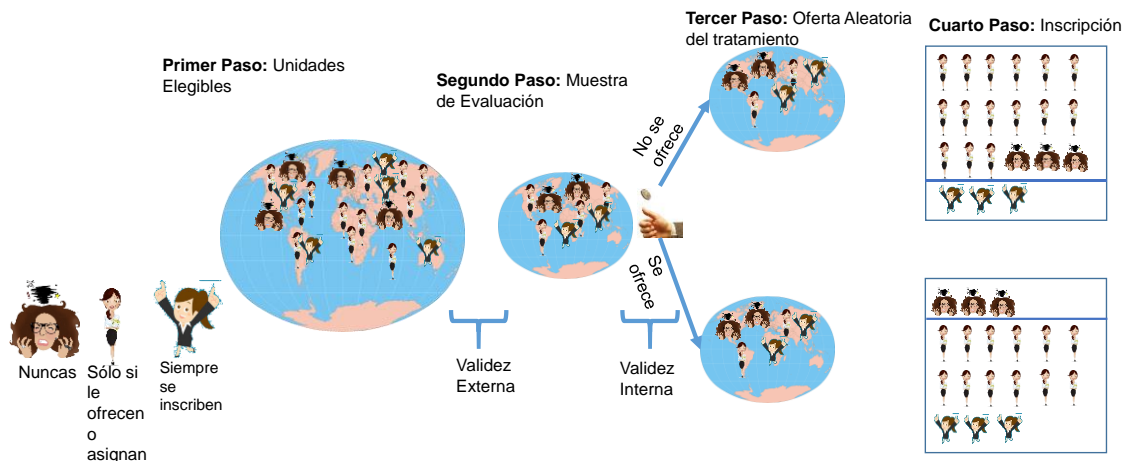 Primer Paso: Unidades
Elegibles
Segundo Paso: Muestra
de Evaluación
Tercer Paso: Oferta Aleatoria
del tratamiento
Cuarto Paso: Inscripción
No se
ofrece
Se
ofrece
Validez
Externa
Validez
Interna
Nuncas
Sólo si
le
ofrecen
o
asignan
Siempre
se
inscriben